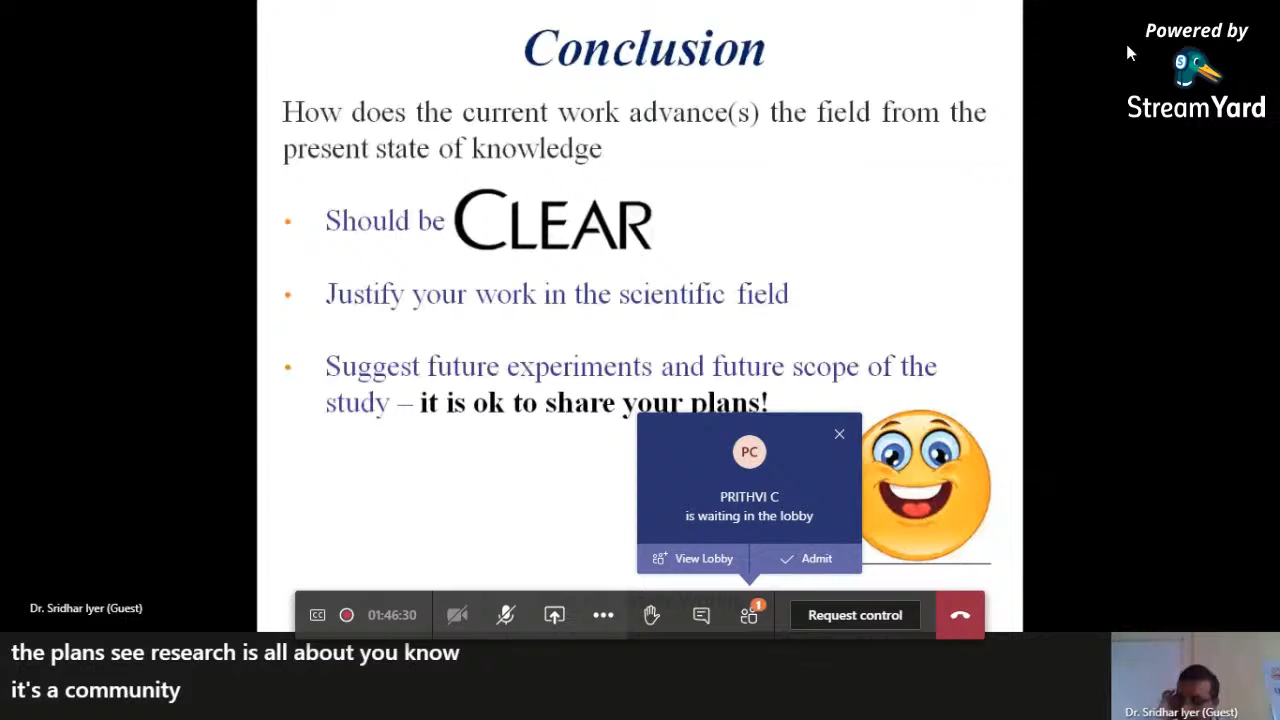 Conclusion
Powered by
StreamYard
How does the current work advance(s) the field from the
present state of knowledge
• Should be CLEAR
• Justify your work in the scientific field
• Suggest future experiments and future scope of the
study – it is ok to share your plans!
PC
PRITHVI C
is waiting in the lobby
View Lobby
Admit
Dr. Sridhar Iyer (Guest)
CC
01:46:30
1
Request control
the plans see research is all about you know
it's a community
Dr. Sridhar Iyer (Guest)